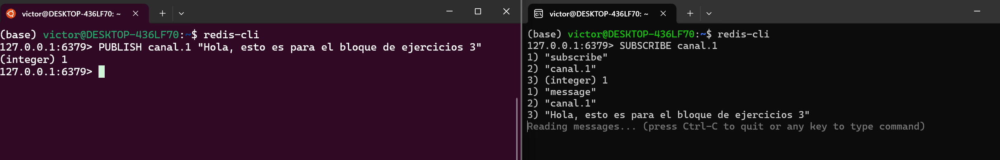 victor@DESKTOP-436LF70: ~
(base) victor@DESKTOP-436LF70:~$ redis-cli
127.0.0.1:6379> PUBLISH canal.1 "Hola, esto es para el bloque de ejercicios 3"
(integer) 1
127.0.0.1:6379>
victor@DESKTOP-436LF70: ~
(base) victor@DESKTOP-436LF70:~$ redis-cli
127.0.0.1:6379> SUBSCRIBE canal.1
1) "subscribe"
2) "canal.1"
3) (integer) 1
1) "message"
2) "canal.1"
3) "Hola, esto es para el bloque de ejercicios 3"
Reading messages... (press Ctrl-C to quit or any key to type command)